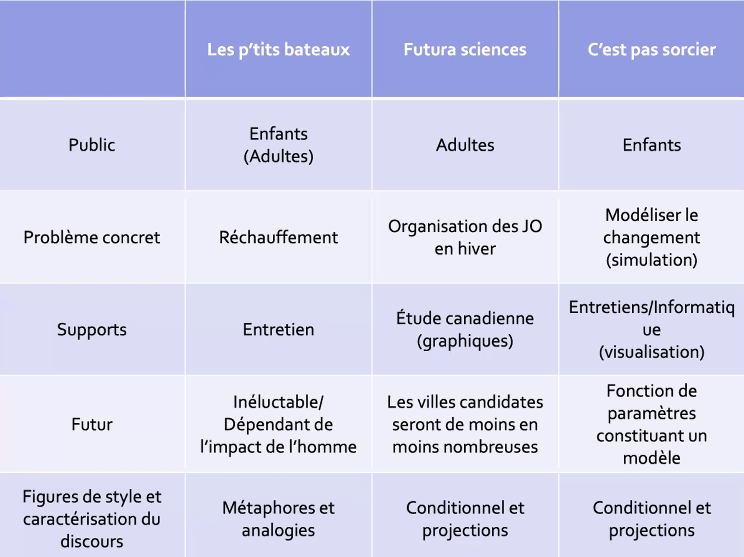 Les p'tits bateaux
Futura sciences
C'est pas sorcier
Public
Enfants
(Adultes)
Adultes
Enfants
Problème concret
Réchauffement
Organisation des JO
en hiver
Modéliser le
changement
(simulation)
Supports
Entretien
Étude canadienne
(graphiques)
Entretiens/Informatiq
ue
(visualisation)
Futur
Inéluctable/
Dépendant de
l'impact de l'homme
Les villes candidates
seront de moins en
moins nombreuses
Fonction de
paramètres
constituant un
modèle
Figures de style et
caractérisation du
discours
Métaphores et
analogies
Conditionnel et
projections
Conditionnel et
projections